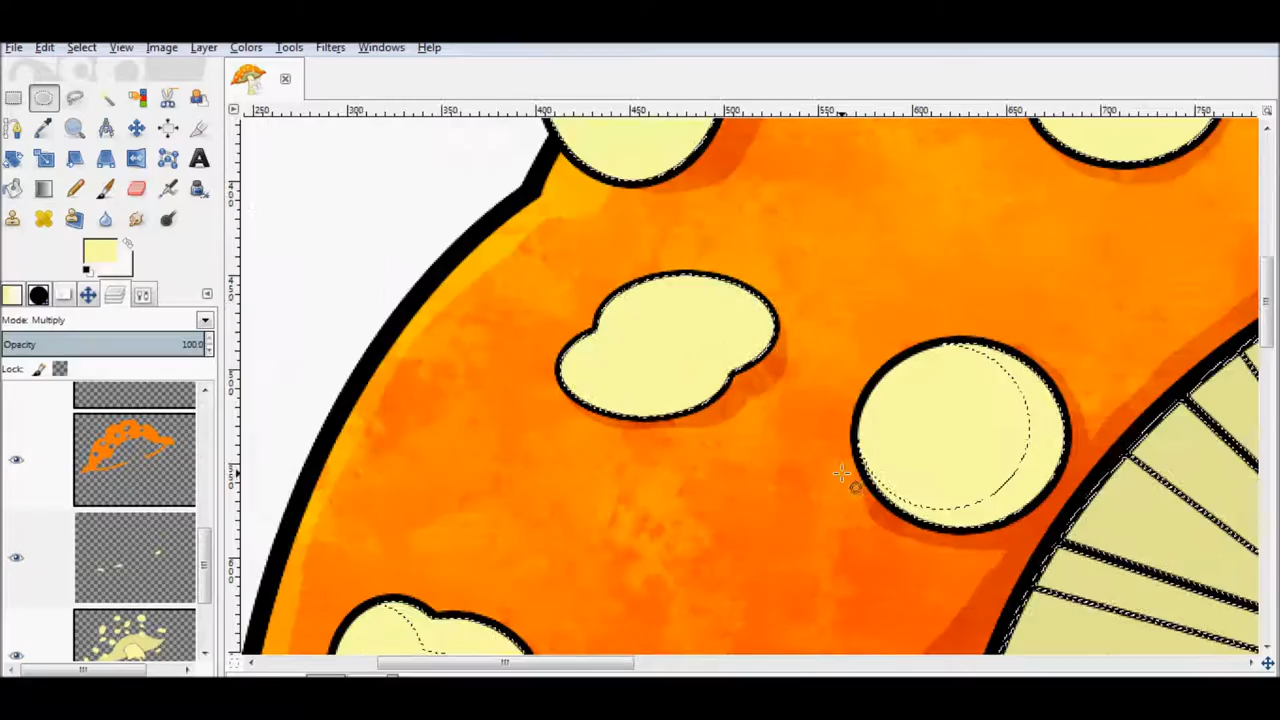 File Edit Select View Image Layer Colors Tools Filters Windows Help
250 300 350 400 450 500 550 600 650 700 750
Mode: Multiply
Opacity 100.0
Lock: